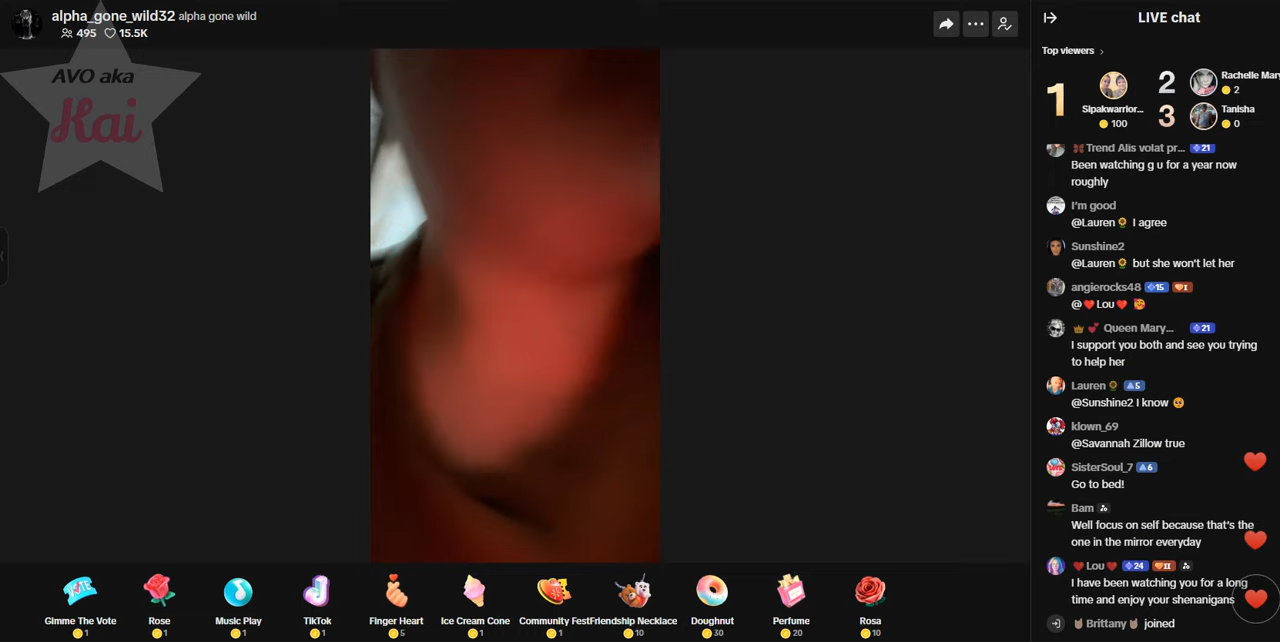 alpha_gone_wild32 alpha gone wild
495 15.5K
AVO aka
Kai
LIVE chat
Top viewers
1 Sipakwarrior... 100
2 Rachelle Mary 2
3 Tanisha 0
Trend Alis volat pr... 21
Been watching g u for a year now
roughly
I'm good
@Lauren🌻 I agree
Sunshine2
@Lauren🌻 but she won't let her
angierocks48 15 I
@❤️Lou❤️ 🥰
Queen Mary... 21
I support you both and see you trying
to help her
Lauren🌻 5
@Sunshine2 I know 🥺
klown_69
@Savannah Zillow true
SisterSoul_7 6
Go to bed!
Bam
Well focus on self because that's the
one in the mirror everyday
❤️Lou❤️ 24 II
I have been watching you for a long
time and enjoy your shenanigans
🤘🏽Brittany🤘🏽 joined
VOTE
Gimme The Vote Rose Music Play TikTok Finger Heart Ice Cream Cone Community Fest Friendship Necklace Doughnut Perfume Rosa
1 1 1 1 5 1 1 10 30 20 10